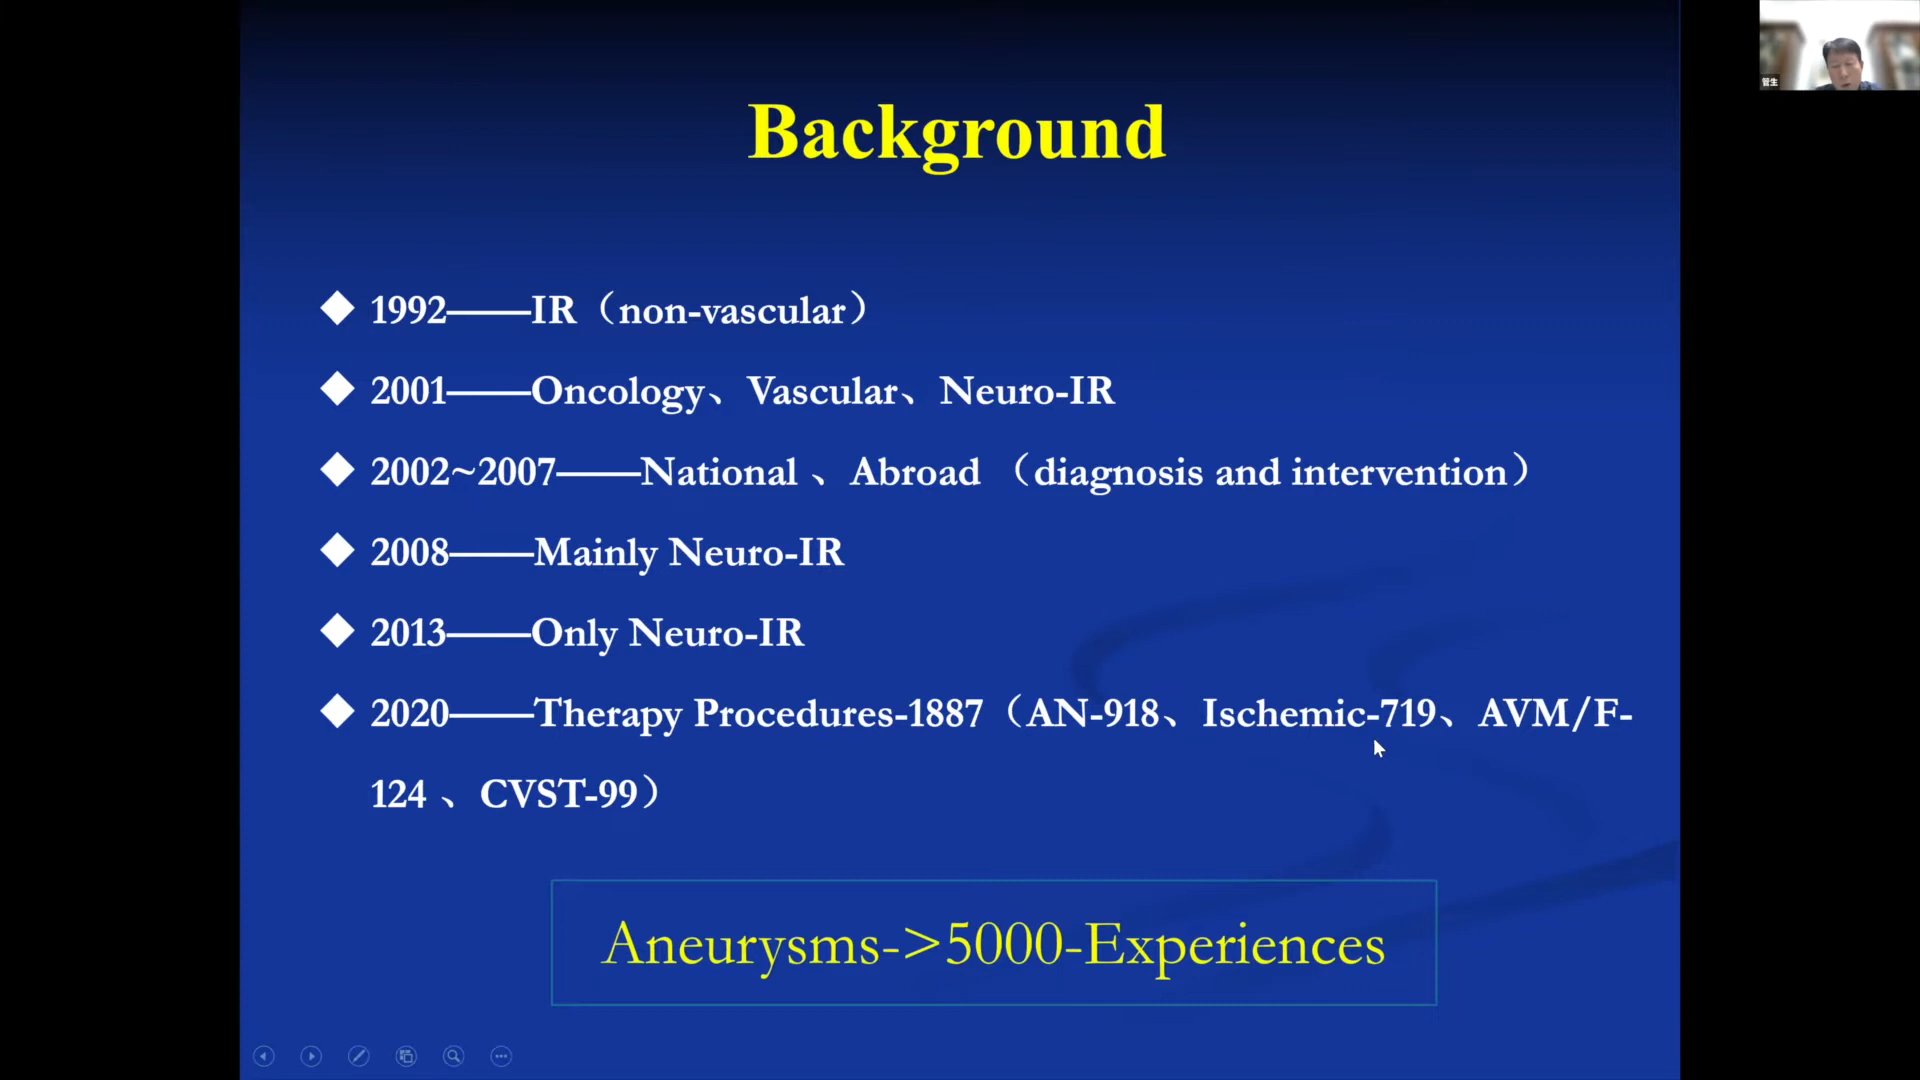 Background
管生
◆ 1992——IR（non-vascular）
◆ 2001——Oncology、Vascular、Neuro-IR
◆ 2002~2007——National 、Abroad （diagnosis and intervention）
◆ 2008——Mainly Neuro-IR
◆ 2013——Only Neuro-IR
◆ 2020——Therapy Procedures-1887（AN-918、Ischemic-719、AVM/F-
124 、CVST-99）
Aneurysms->5000-Experiences